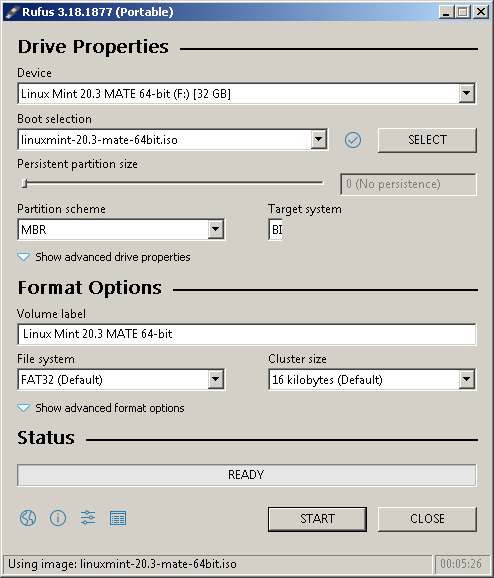 Rufus 3.18.1877 (Portable)
Drive Properties
Device
Linux Mint 20.3 MATE 64-bit (F:) [32 GB]
Boot selection
linuxmint-20.3-mate-64bit.iso
SELECT
Persistent partition size
0 (No persistence)
Partition scheme
Target system
MBR
BI
Show advanced drive properties
Format Options
Volume label
Linux Mint 20.3 MATE 64-bit
File system
Cluster size
FAT32 (Default)
16 kilobytes (Default)
Show advanced format options
Status
READY
START
CLOSE
Using image: linuxmint-20.3-mate-64bit.iso
00:05:26